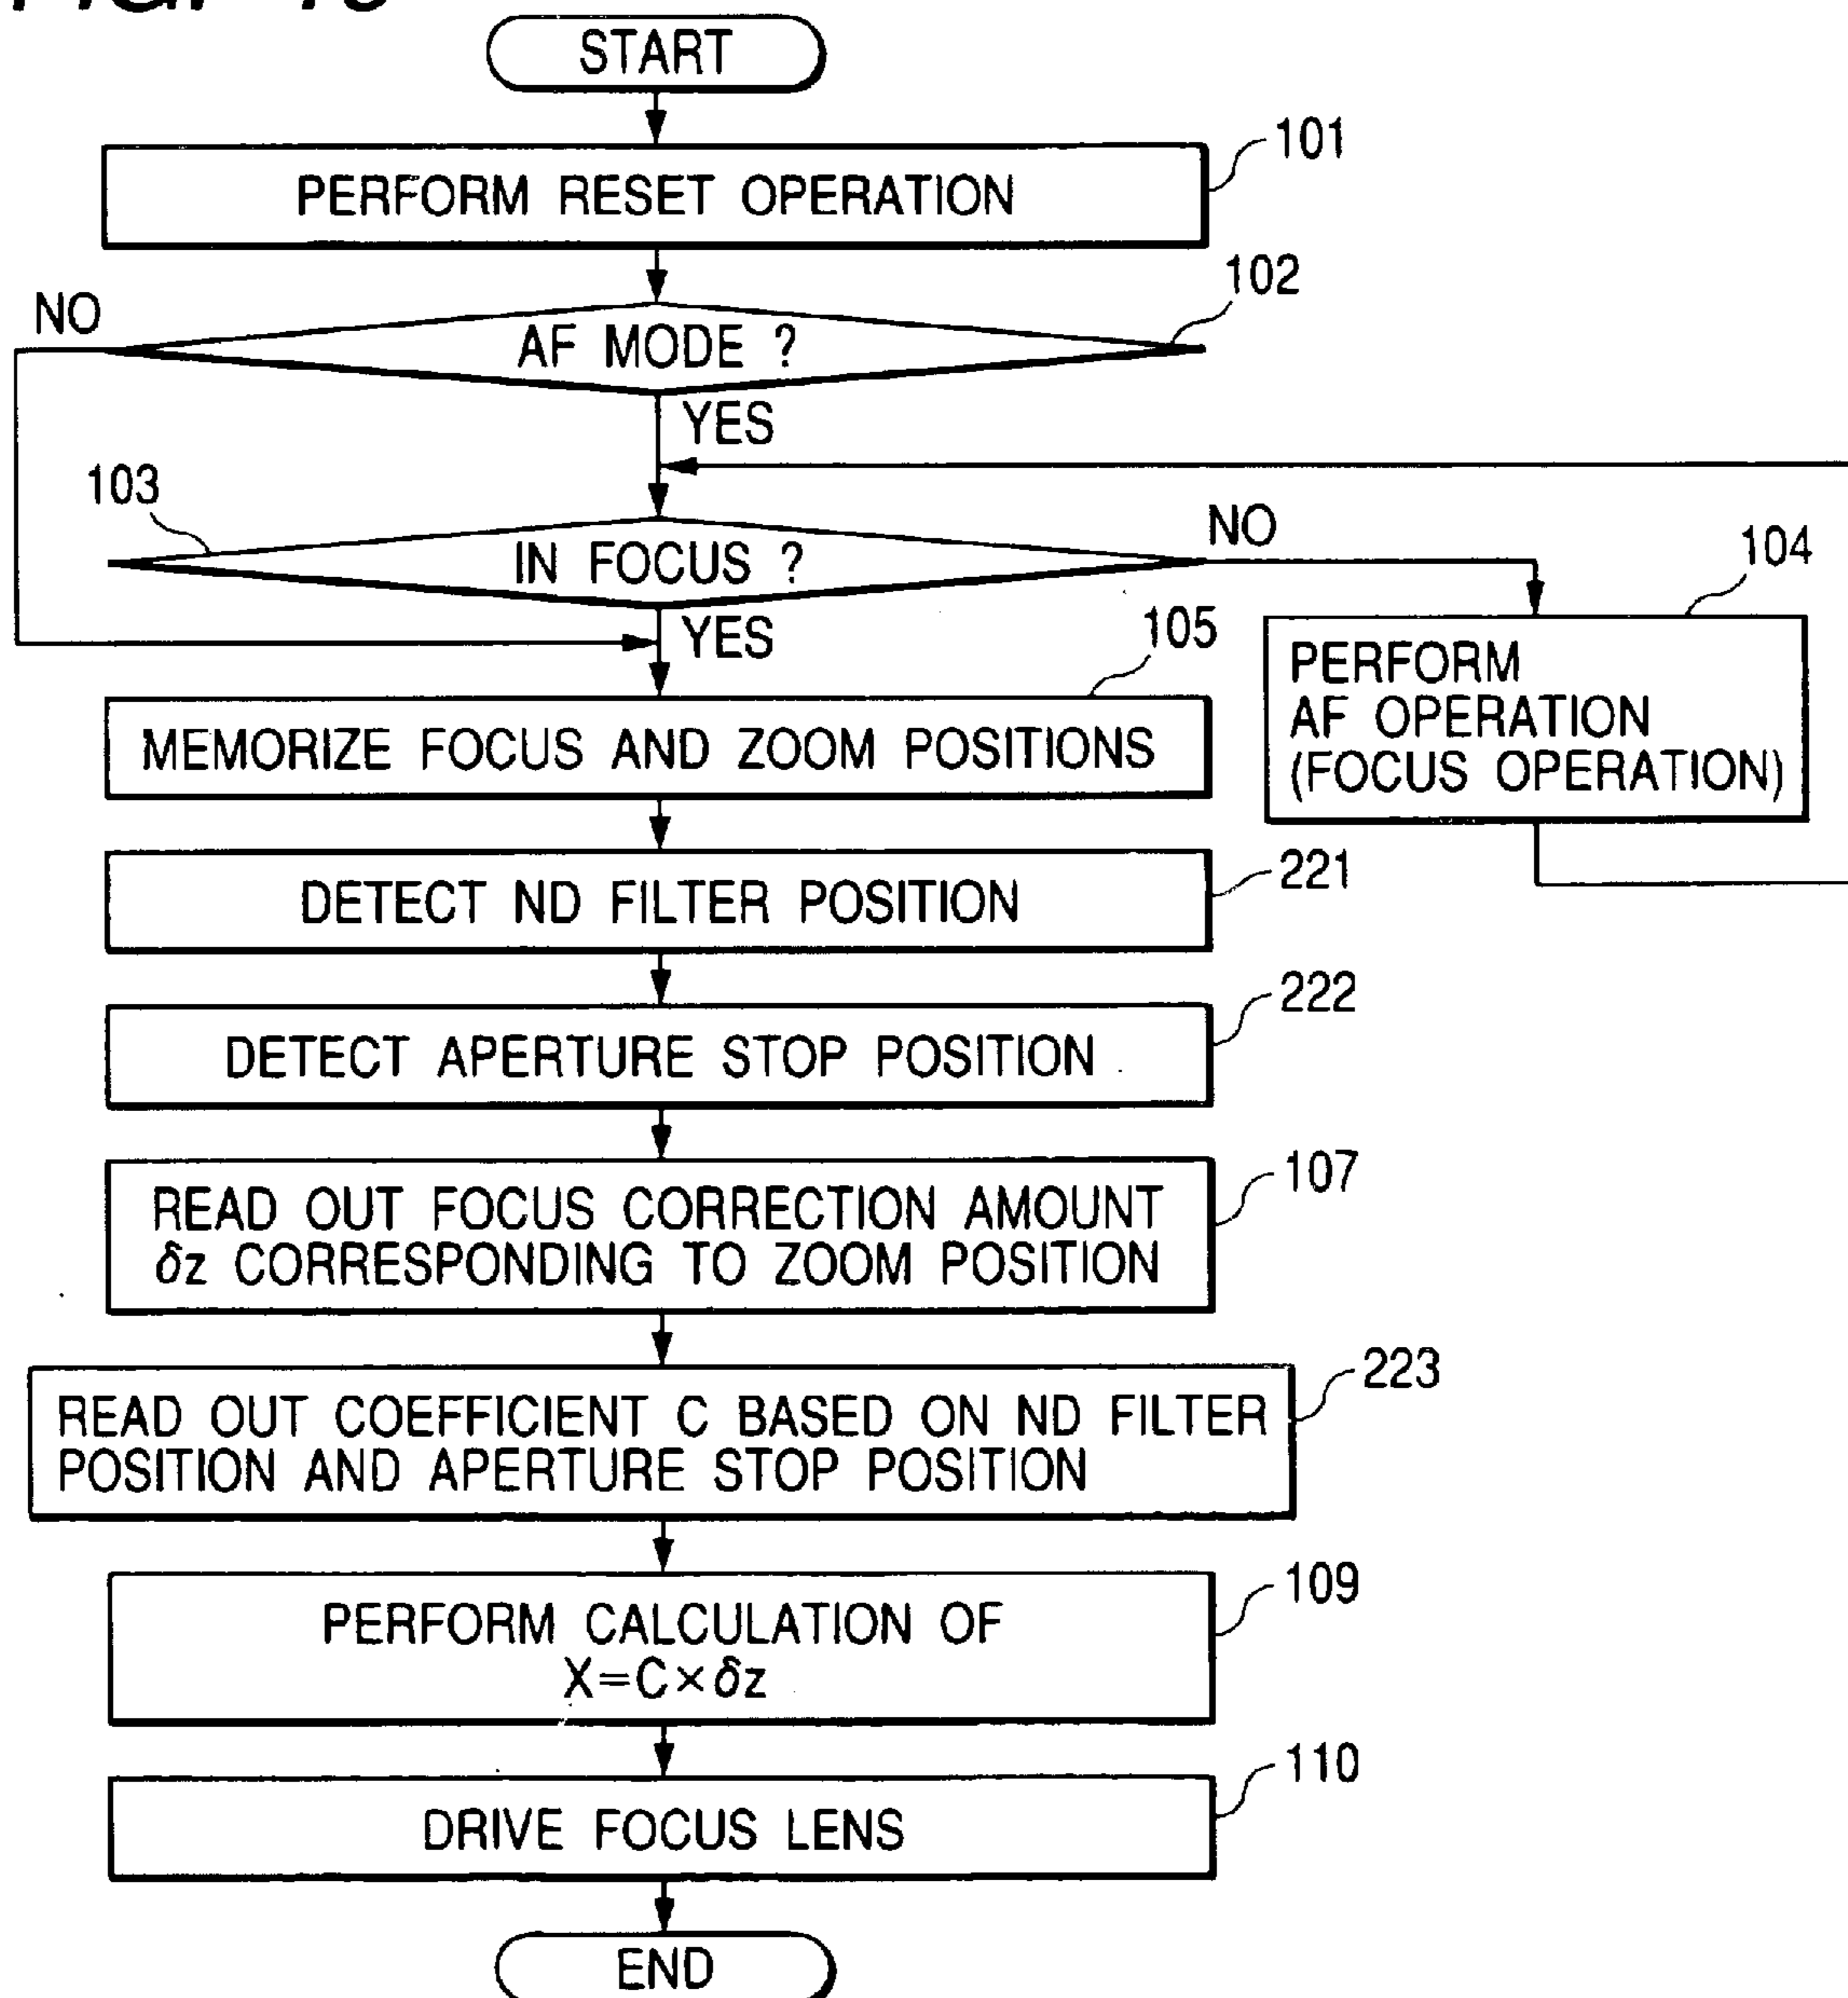 START
101
PERFORM RESET OPERATION
102
NO
AF MODE ?
YES
103
NO
IN FOCUS ?
104
YES
105
PERFORM
AF OPERATION
(FOCUS OPERATION)
MEMORIZE FOCUS AND ZOOM POSITIONS
221
DETECT ND FILTER POSITION
222
DETECT APERTURE STOP POSITION
107
READ OUT FOCUS CORRECTION AMOUNT
δz CORRESPONDING TO ZOOM POSITION
223
READ OUT COEFFICIENT C BASED ON ND FILTER
POSITION AND APERTURE STOP POSITION
109
PERFORM CALCULATION OF
X=C×δz
110
DRIVE FOCUS LENS
END